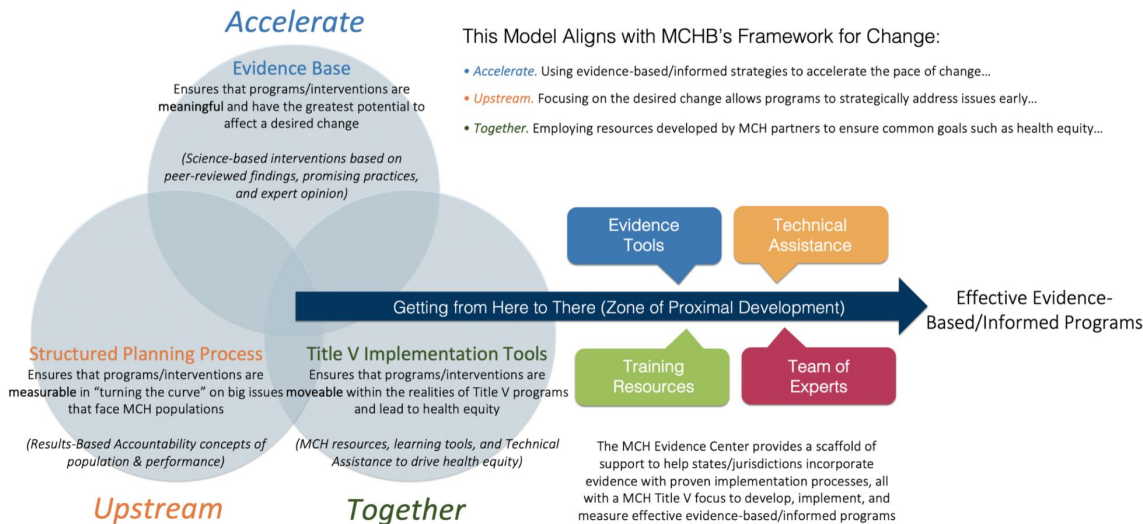 Accelerate
Evidence Base
Ensures that programs/interventions are
meaningful and have the greatest potential to
affect a desired change
(Science-based interventions based on
peer-reviewed findings, promising practices,
and expert opinion)
This Model Aligns with MCHB's Framework for Change:
• Accelerate. Using evidence-based/informed strategies to accelerate the pace of change…
• Upstream. Focusing on the desired change allows programs to strategically address issues early…
• Together. Employing resources developed by MCH partners to ensure common goals such as health equity…
Structured Planning Process
Ensures that programs/interventions are
measurable in “turning the curve” on big issues
that face MCH populations
(Results-Based Accountability concepts of
population & performance)
Upstream
Title V Implementation Tools
Ensures that programs/interventions are
moveable within the realities of Title V programs
and lead to health equity
(MCH resources, learning tools, and Technical
Assistance to drive health equity)
Together
Evidence
Tools
Technical
Assistance
Getting from Here to There (Zone of Proximal Development)
Effective Evidence-
Based/Informed Programs
Training
Resources
Team of
Experts
The MCH Evidence Center provides a scaffold of
support to help states/jurisdictions incorporate
evidence with proven implementation processes, all
with a MCH Title V focus to develop, implement, and
measure effective evidence-based/informed programs